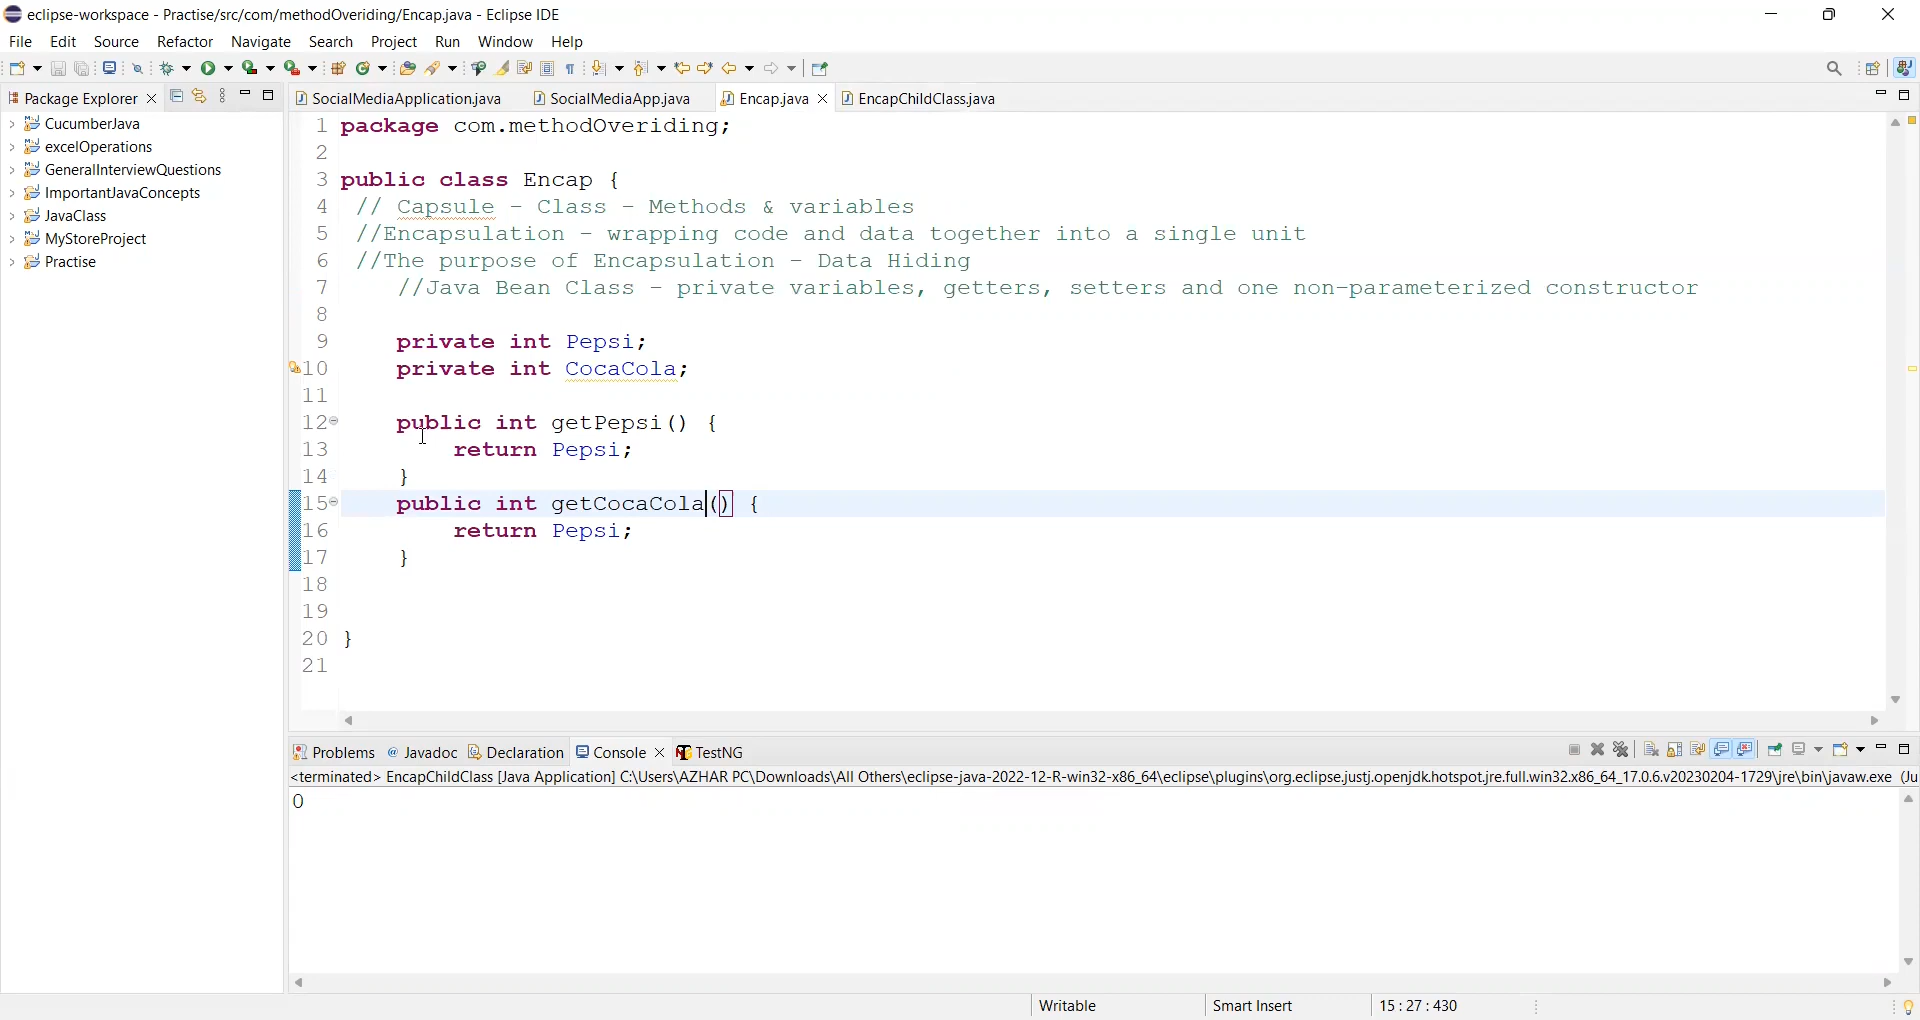 eclipse-workspace - Practise/src/com/methodOveriding/Encap.java - Eclipse IDE
File Edit Source Refactor Navigate Search Project Run Window Help
Package Explorer
SocialMediaApplication.java SocialMediaApp.java Encap.java EncapChildClass.java
CucumberJava
excelOperations
GeneralInterviewQuestions
ImportantJavaConcepts
JavaClass
MyStoreProject
Practise
1 package com.methodOveriding;
2
3 public class Encap {
4 // Capsule - Class - Methods & variables
5 //Encapsulation - wrapping code and data together into a single unit
6 //The purpose of Encapsulation - Data Hiding
7 //Java Bean Class - private variables, getters, setters and one non-parameterized constructor
8
9 private int Pepsi;
10 private int CocaCola;
11
12 public int getPepsi() {
13 return Pepsi;
14 }
15 public int getCocaCola() {
16 return Pepsi;
17 }
18
19
20 }
21
Problems @ Javadoc Declaration Console TestNG
<terminated> EncapChildClass [Java Application] C:\Users\AZHAR PC\Downloads\All Others\eclipse-java-2022-12-R-win32-x86_64\eclipse\plugins\org.eclipse.justj.openjdk.hotspot.jre.full.win32.x86_64_17.0.6.v20230204-1729\jre\bin\javaw.exe (Ju
0
Writable Smart Insert 15 : 27 : 430